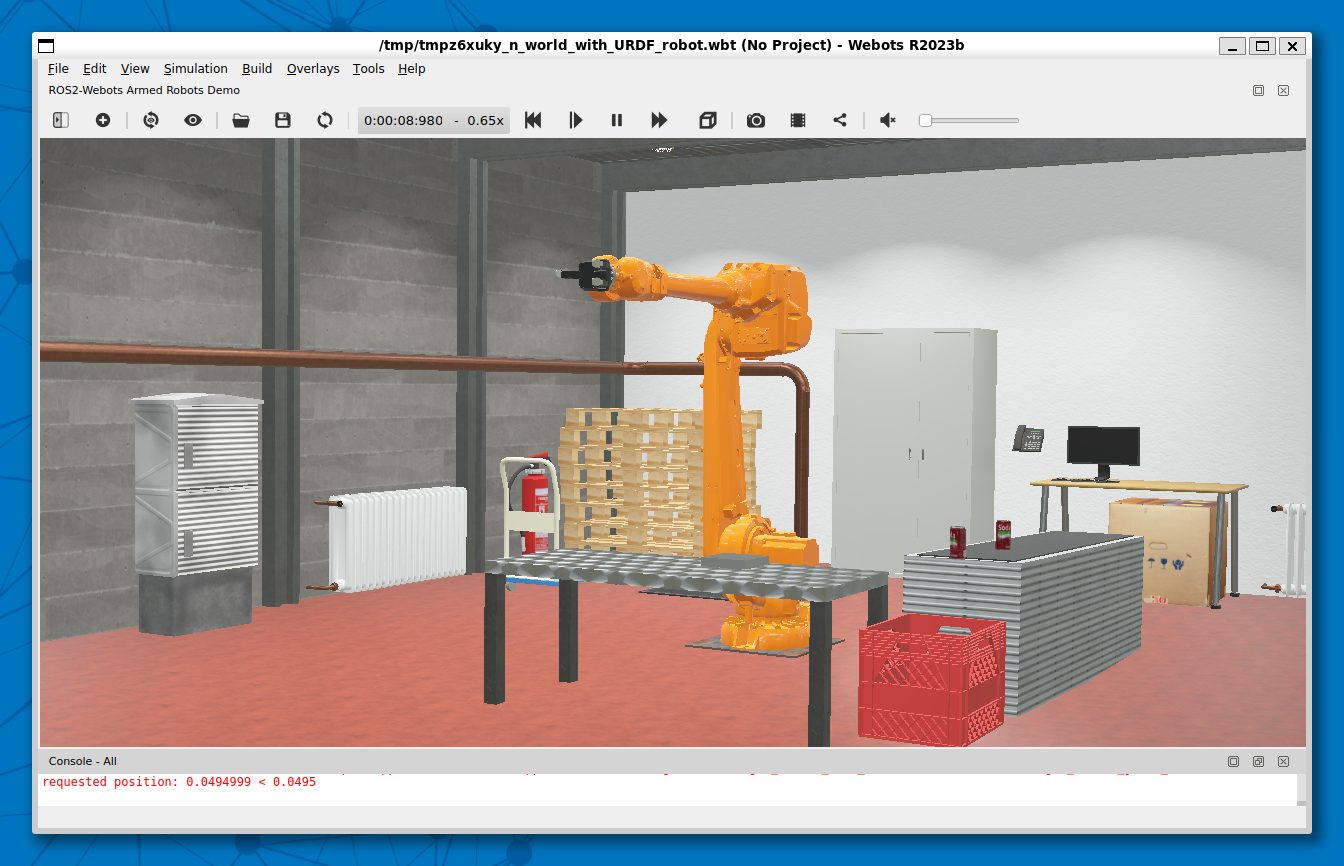 /tmp/tmpz6xuky_n_world_with_URDF_robot.wbt (No Project) - Webots R2023b
File Edit View Simulation Build Overlays Tools Help
ROS2-Webots Armed Robots Demo
0:00:08:980 - 0.65x
Soda
Console - All
requested position: 0.0494999 < 0.0495